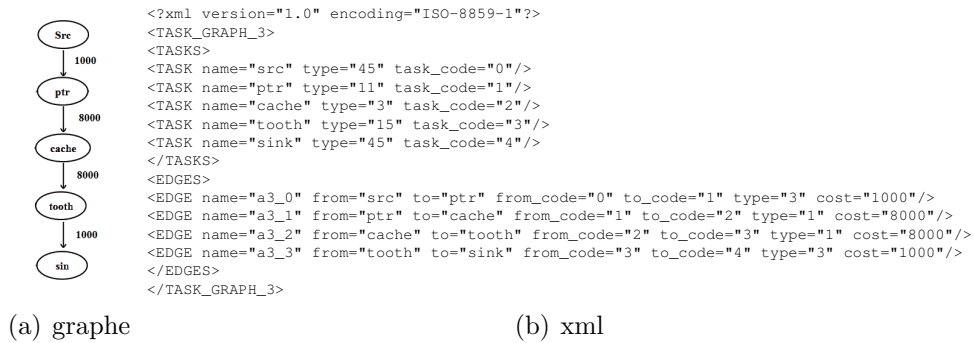 Src
1000
ptr
8000
cache
8000
tooth
1000
sin
<?xml version="1.0" encoding="ISO-8859-1"?>
<TASK_GRAPH_3>
<TASKS>
<TASK name="src" type="45" task_code="0"/>
<TASK name="ptr" type="11" task_code="1"/>
<TASK name="cache" type="3" task_code="2"/>
<TASK name="tooth" type="15" task_code="3"/>
<TASK name="sink" type="45" task_code="4"/>
</TASKS>
<EDGES>
<EDGE name="a3_0" from="src" to="ptr" from_code="0" to_code="1" type="3" cost="1000"/>
<EDGE name="a3_1" from="ptr" to="cache" from_code="1" to_code="2" type="1" cost="8000"/>
<EDGE name="a3_2" from="cache" to="tooth" from_code="2" to_code="3" type="1" cost="8000"/>
<EDGE name="a3_3" from="tooth" to="sink" from_code="3" to_code="4" type="3" cost="1000"/>
</EDGES>
</TASK_GRAPH_3>
(a) graphe
(b) xml